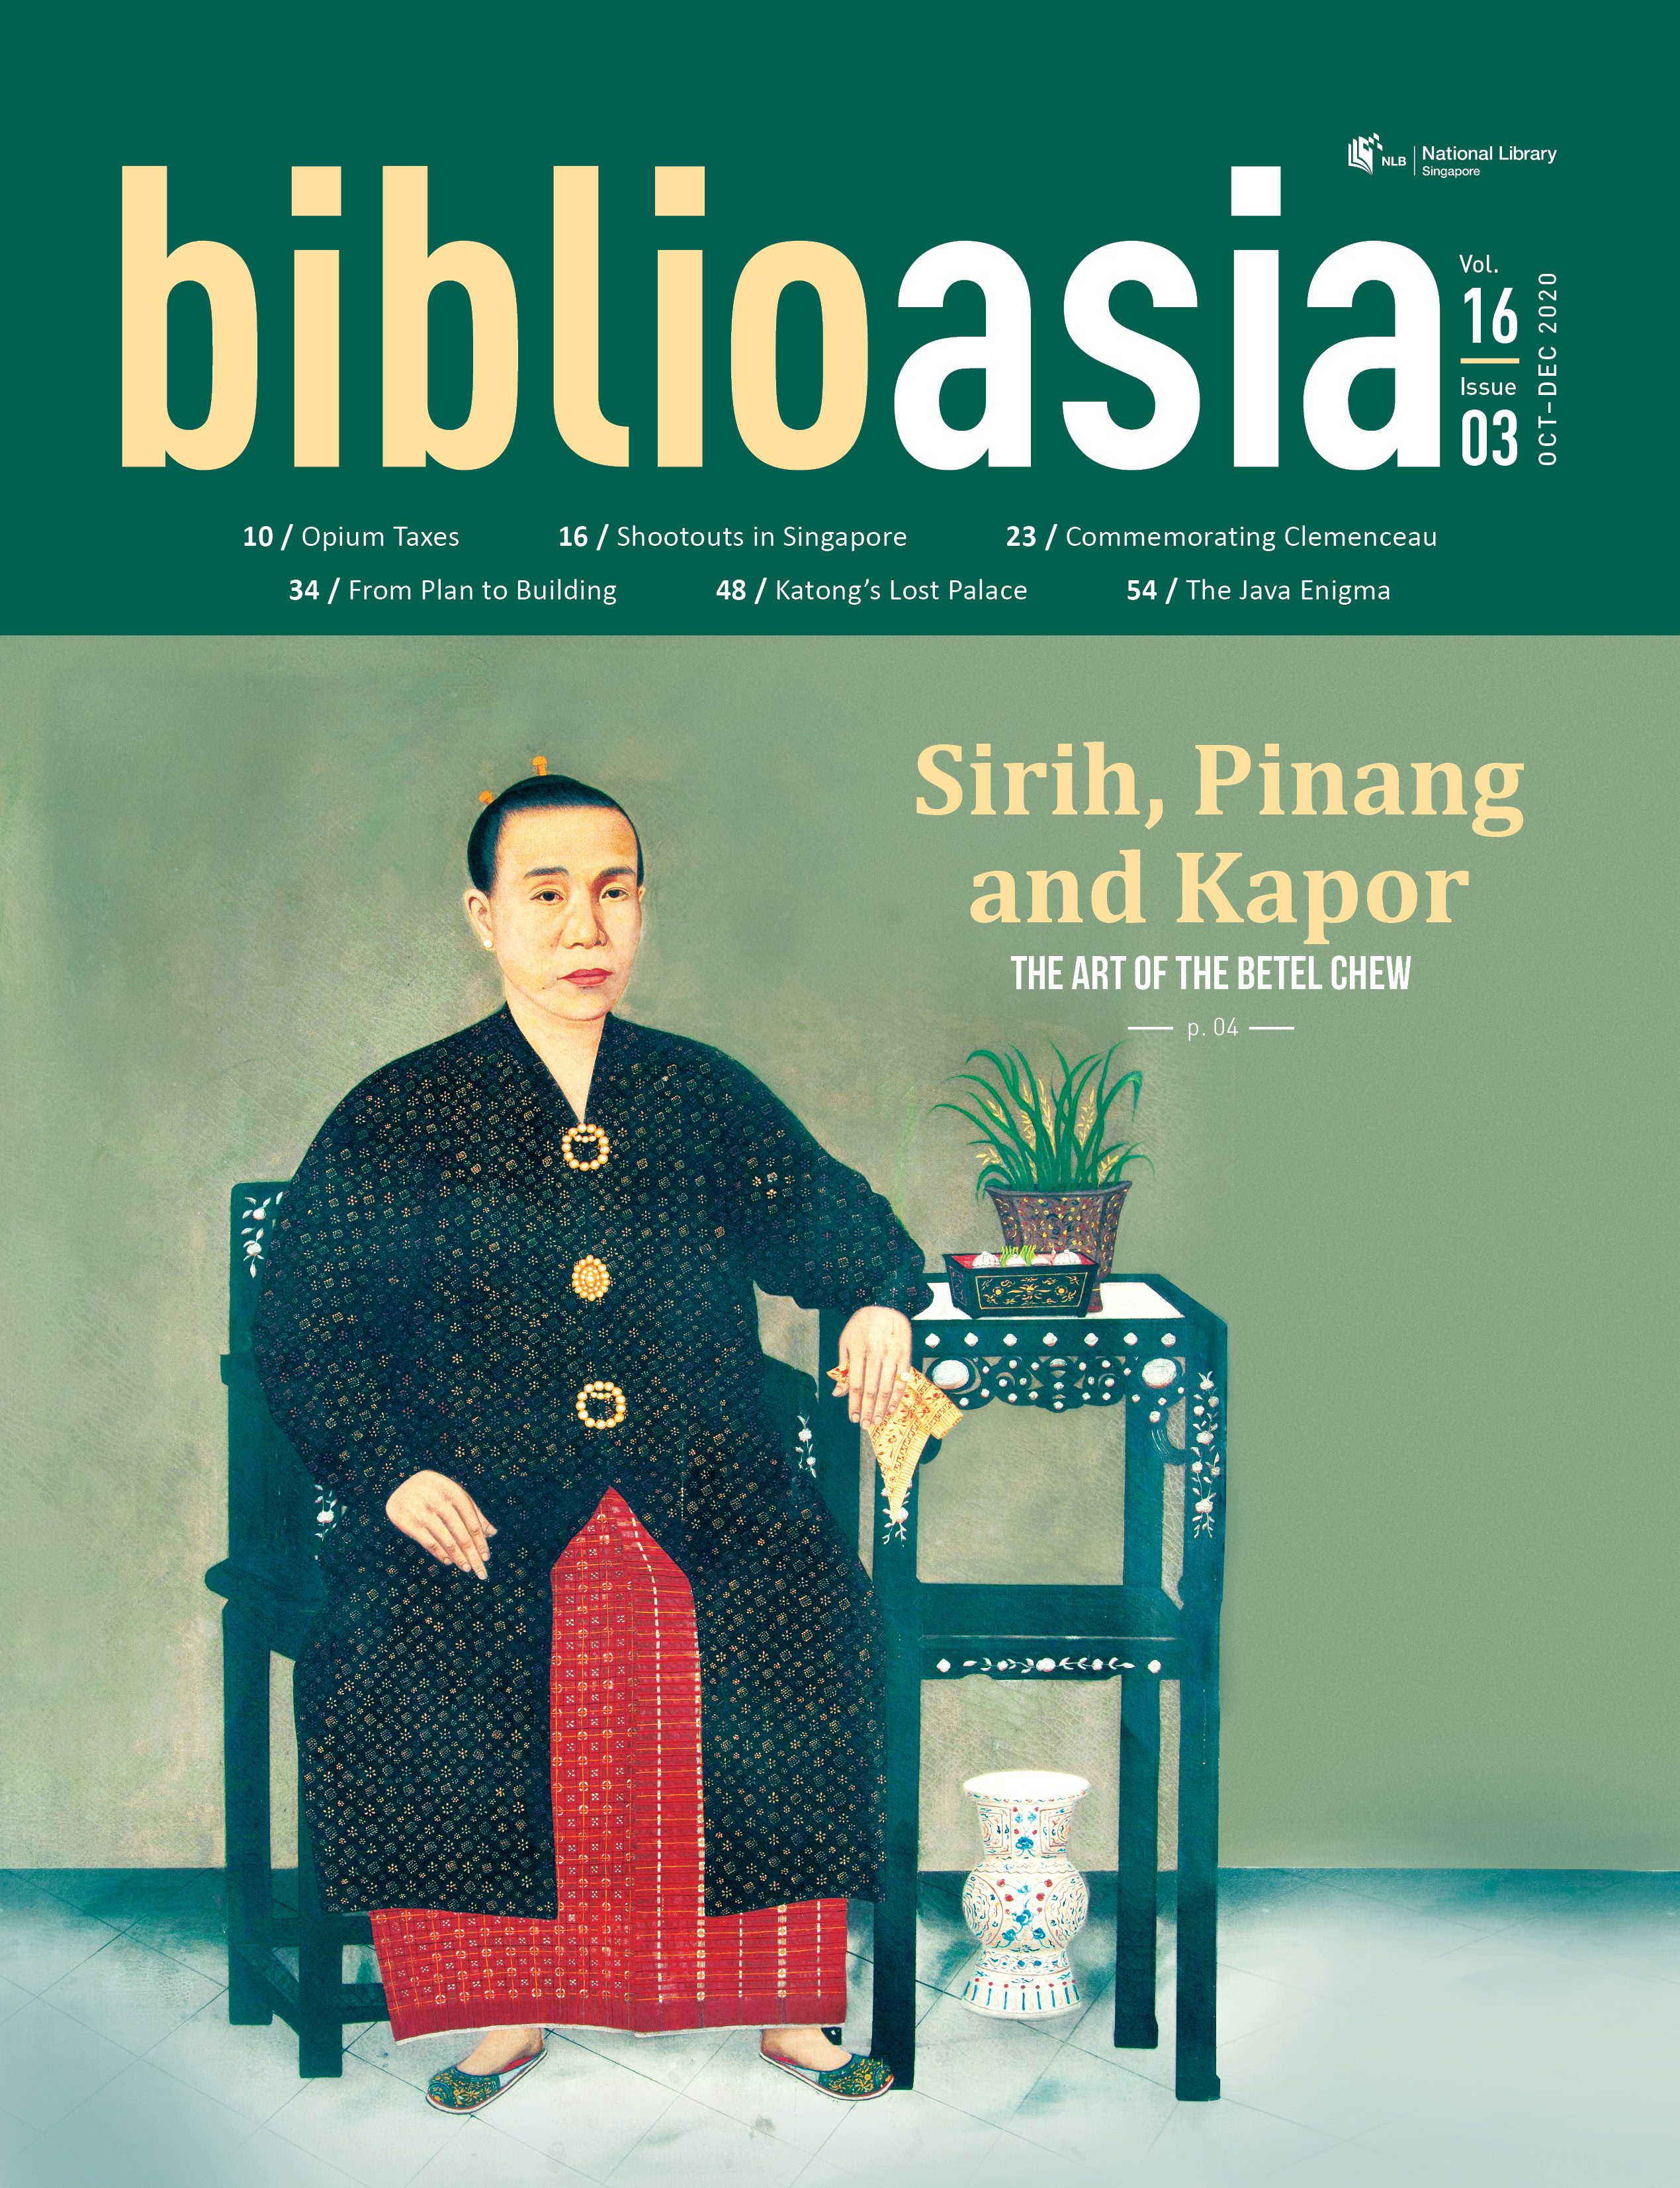 NLB National Library
Singapore
biblioasia
Vol.
16
Issue
03
OCT–DEC 2020
10 / Opium Taxes 16 / Shootouts in Singapore 23 / Commemorating Clemenceau
34 / From Plan to Building 48 / Katong’s Lost Palace 54 / The Java Enigma
Sirih, Pinang
and Kapor
THE ART OF THE BETEL CHEW
p. 04